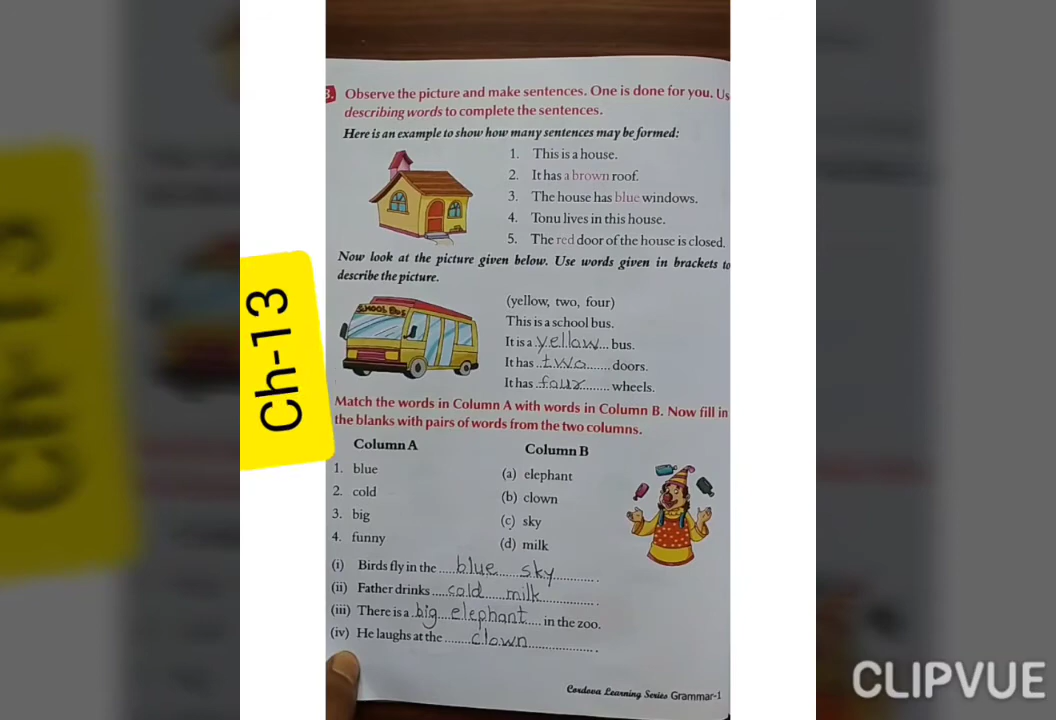 3. Observe the picture and make sentences. One is done for you. Us
describing words to complete the sentences.
Here is an example to show how many sentences may be formed:
1. This is a house.
2. It has a brown roof.
3. The house has blue windows.
4. Tonu lives in this house.
5. The red door of the house is closed.
Now look at the picture given below. Use words given in brackets to
describe the picture.
SCHOOL BUS
(yellow, two, four)
This is a school bus.
It is a yellow bus.
It has two doors.
It has four wheels.
Ch-13
Match the words in Column A with words in Column B. Now fill in
the blanks with pairs of words from the two columns.
Column A Column B
1. blue (a) elephant
2. cold (b) clown
3. big (c) sky
4. funny (d) milk
(i) Birds fly in the blue sky.
(ii) Father drinks cold milk.
(iii) There is a big elephant in the zoo.
(iv) He laughs at the clown.
Cordova Learning Series Grammar-1
CLIPVUE